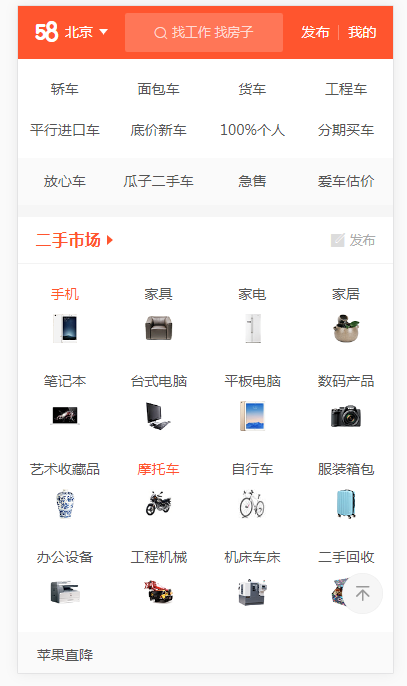 58 北京 找工作 找房子 发布 我的
轿车 面包车 货车 工程车
平行进口车 底价新车 100%个人 分期买车
放心车 瓜子二手车 急售 爱车估价
二手市场 发布
手机 家具 家电 家居
笔记本 台式电脑 平板电脑 数码产品
艺术收藏品 摩托车 自行车 服装箱包
办公设备 工程机械 机床车床 二手回收
苹果直降